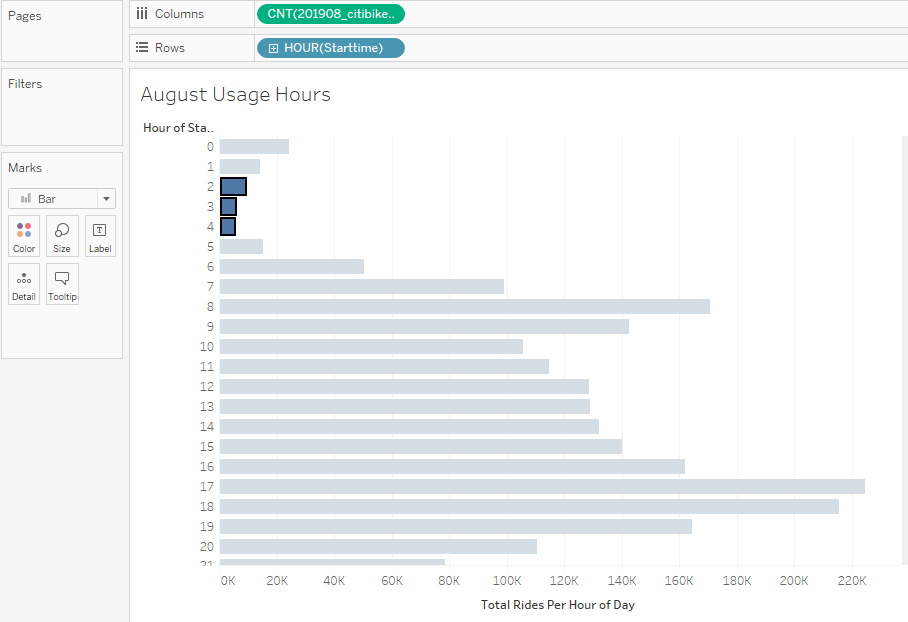 Pages
Columns
CNT(201908_citibike..
Rows
HOUR(Starttime)
Filters
Marks
Bar
Color
Size
Label
Detail
Tooltip
August Usage Hours
Hour of Sta..
0
1
2
3
4
5
6
7
8
9
10
11
12
13
14
15
16
17
18
19
20
21
0K 20K 40K 60K 80K 100K 120K 140K 160K 180K 200K 220K
Total Rides Per Hour of Day